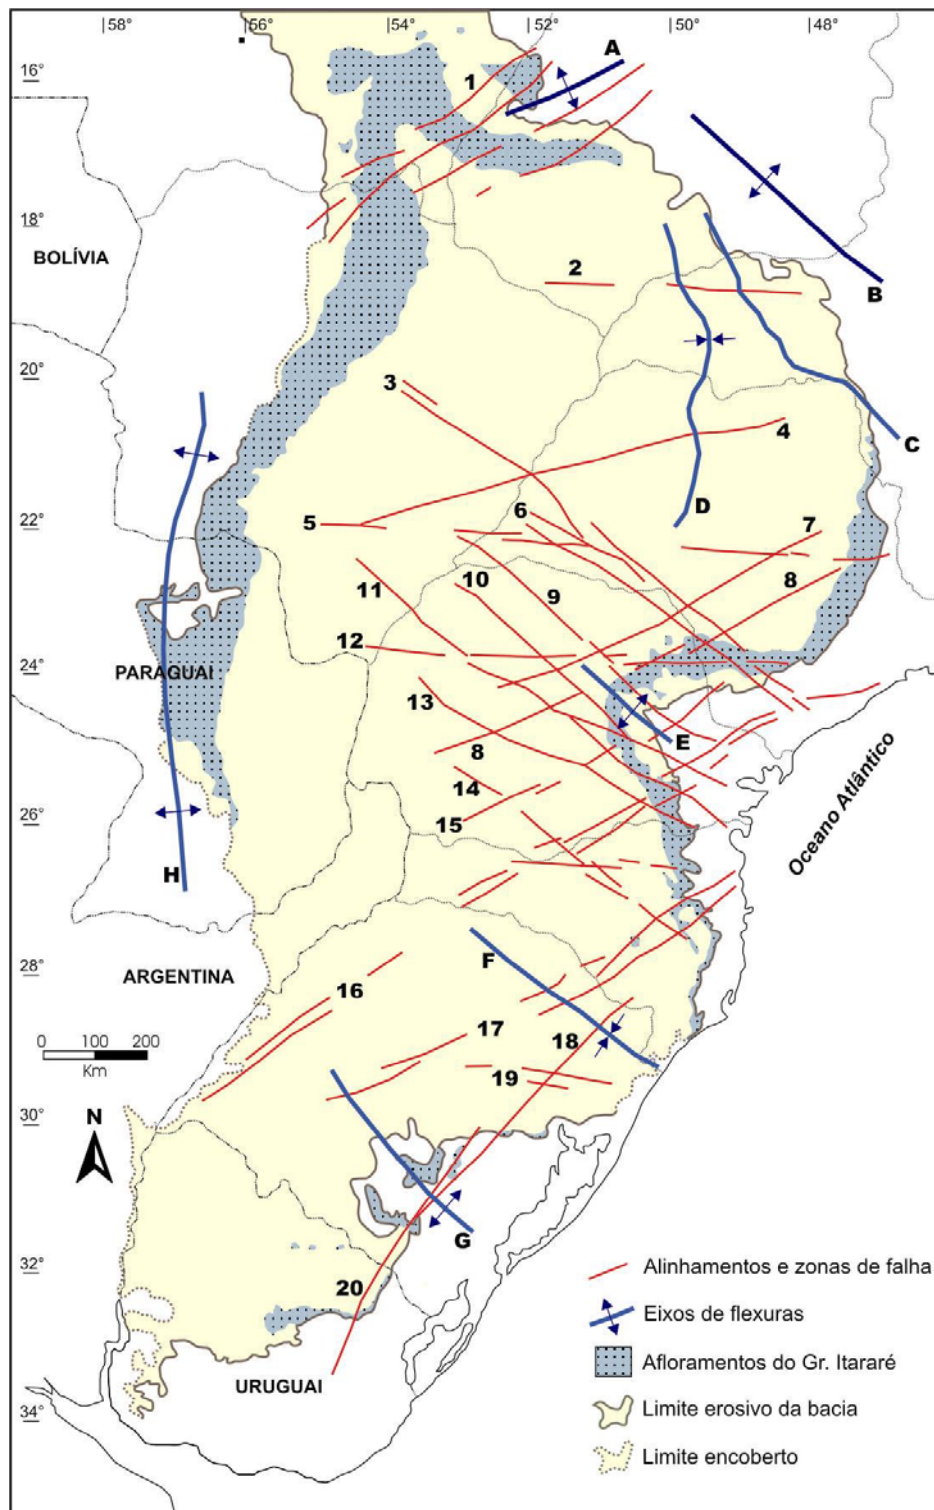 58° 56° 54° 52° 50° 48°
A
16°
1
B
18°
BOLÍVIA
2
20°
3
4
C
D
22°
5
6
7
8
9
10
11
12
24°
PARAGUAI
13
E
8
14
15
26°
Oceano Atlântico
H
F
28°
ARGENTINA
16
17
18
0 100 200
Km
19
30°
N
G
32°
20
URUGUAI
34°
Alinhamentos e zonas de falha
Eixos de flexuras
Afloramentos do Gr. Itararé
Limite erosivo da bacia
Limite encoberto